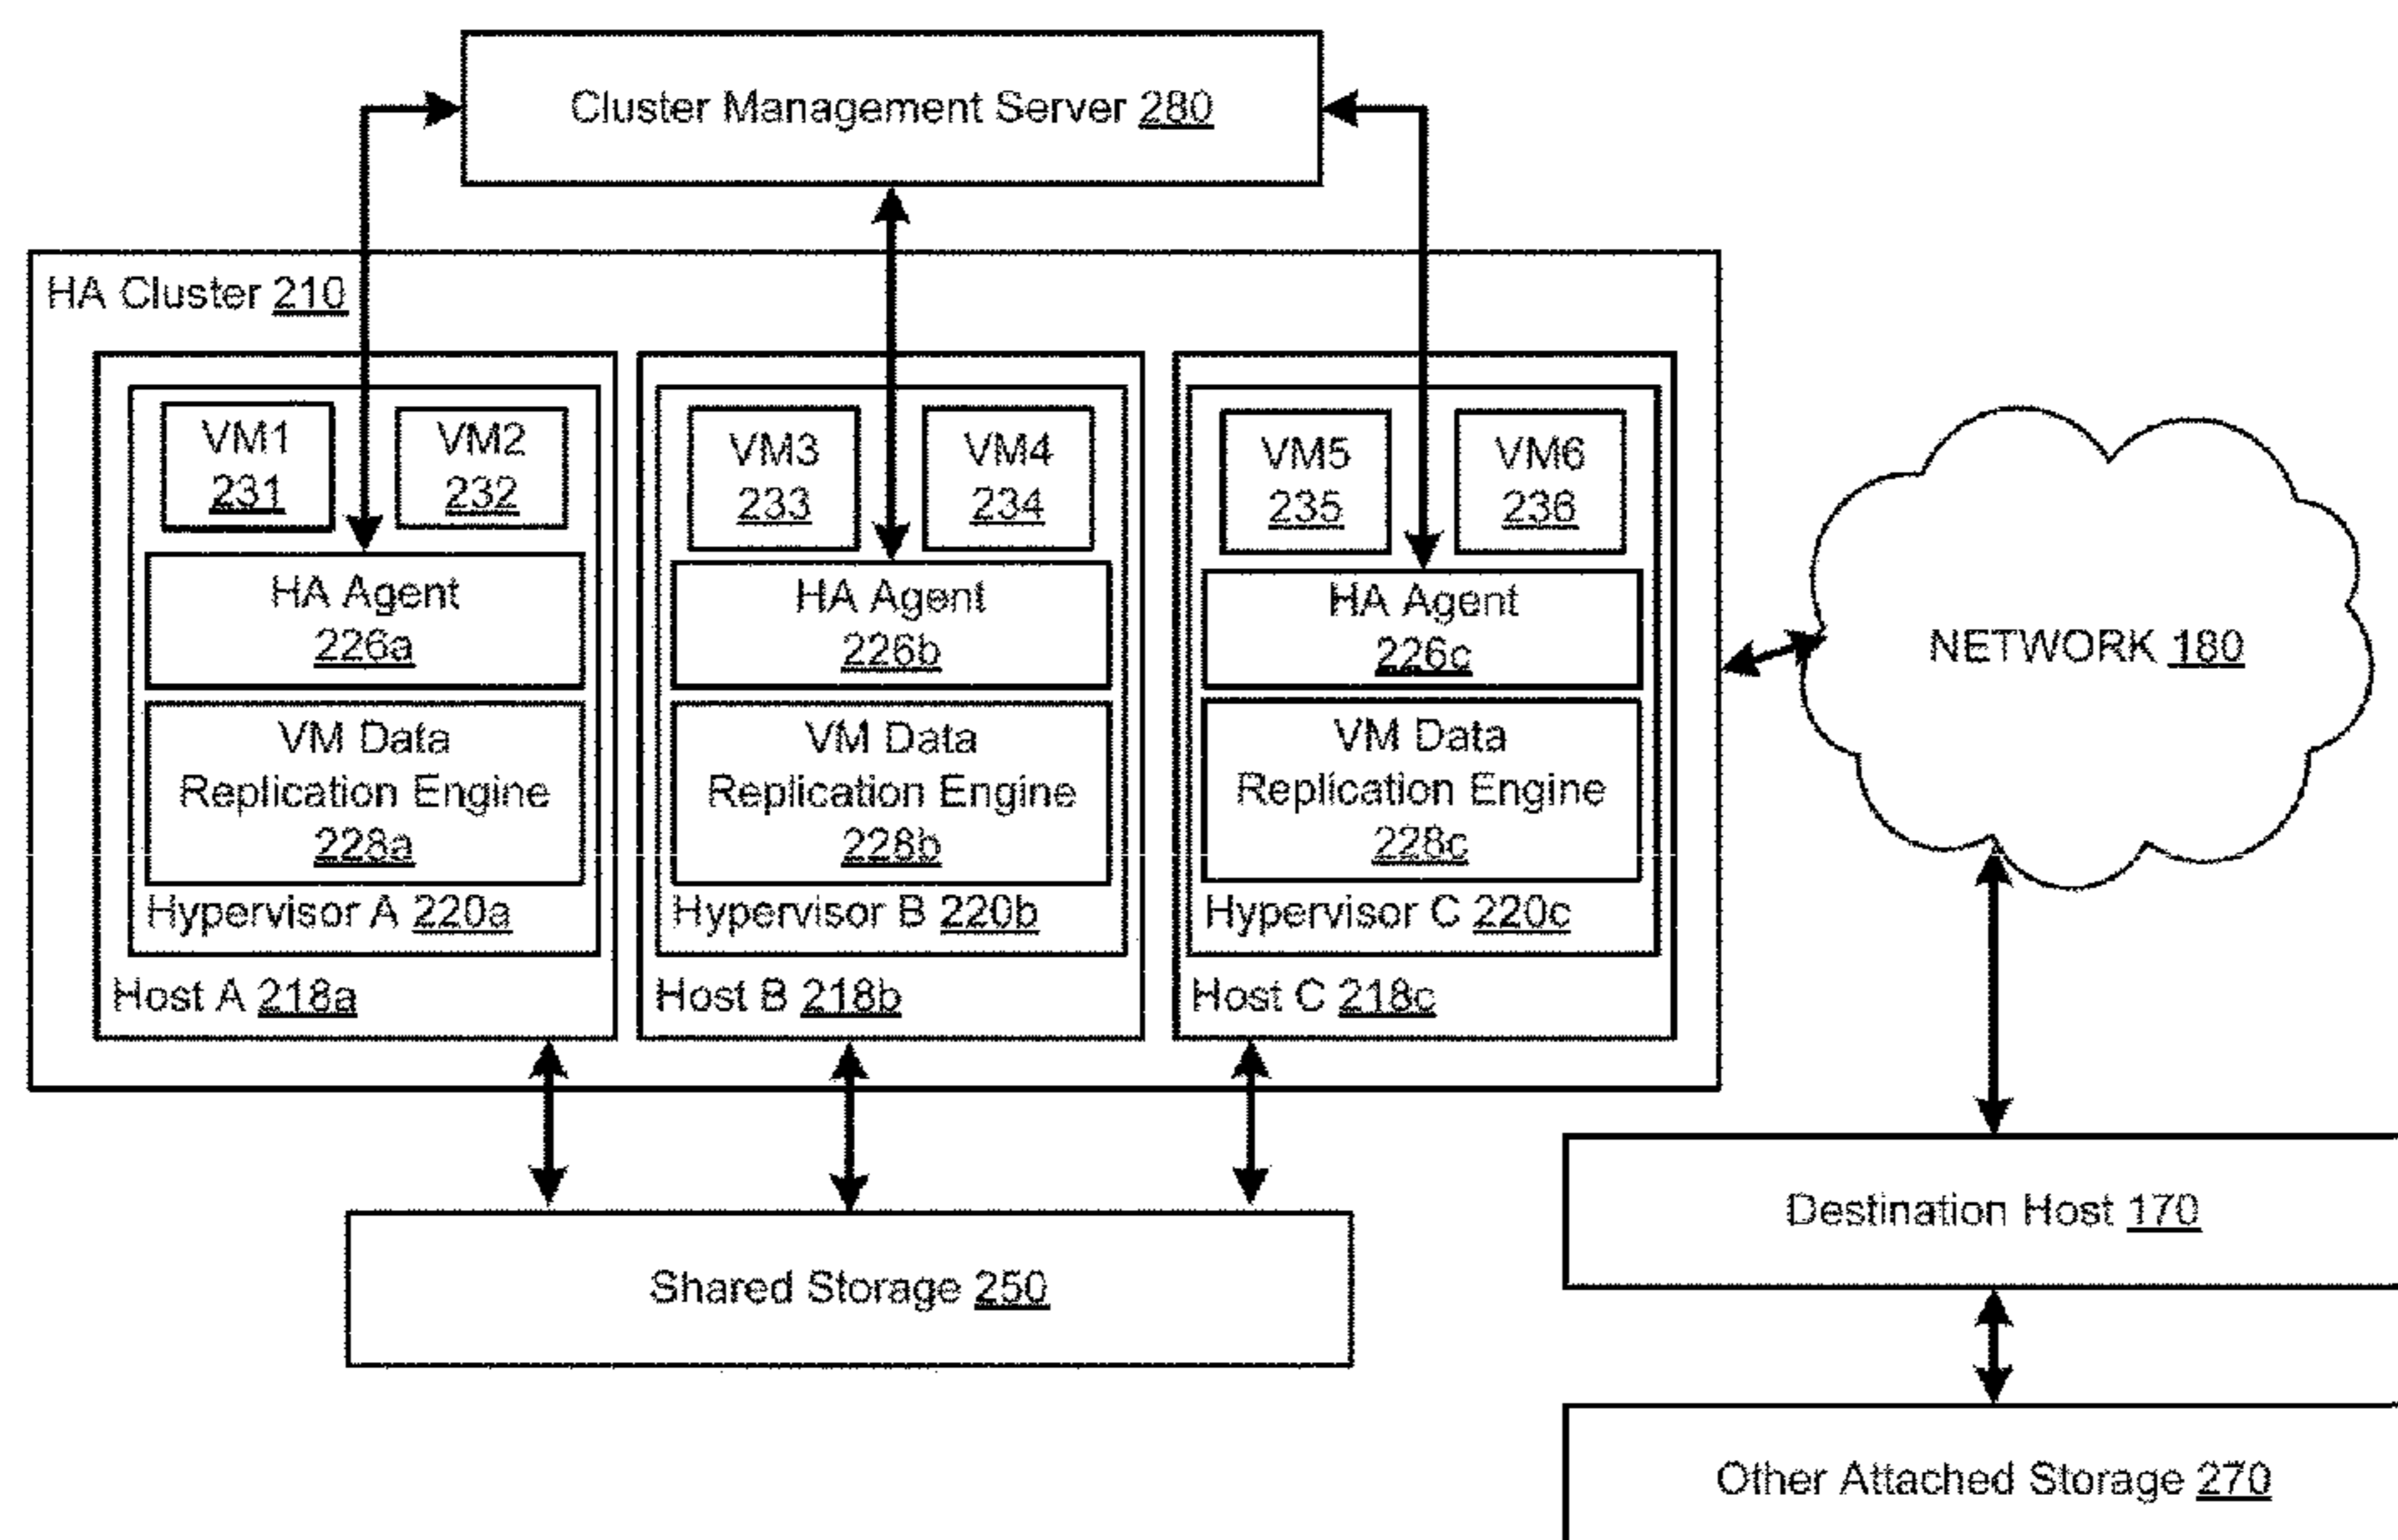 Cluster Management Server 280
HA Cluster 210
VM1
231
VM2
232
HA Agent
226a
VM Data
Replication Engine
228a
Hypervisor A 220a
Host A 218a
VM3
233
VM4
234
HA Agent
226b
VM Data
Replication Engine
228b
Hypervisor B 220b
Host B 218b
VM5
235
VM6
236
HA Agent
226c
VM Data
Replication Engine
228c
Hypervisor C 220c
Host C 218c
NETWORK 180
Shared Storage 250
Destination Host 170
Other Attached Storage 270